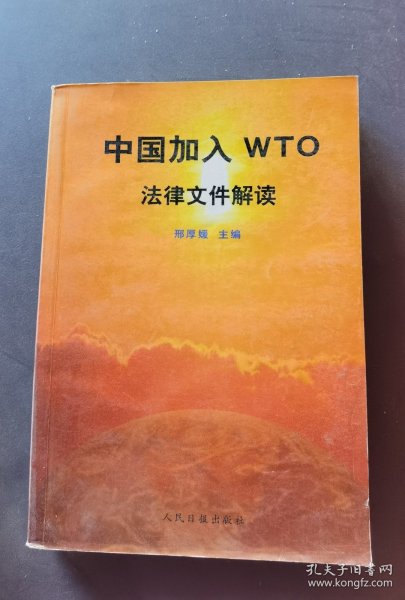 中国加入 WTO
法律文件解读
邢厚媛 主编
人民日报出版社
孔夫子旧书网
www.kongfz.com